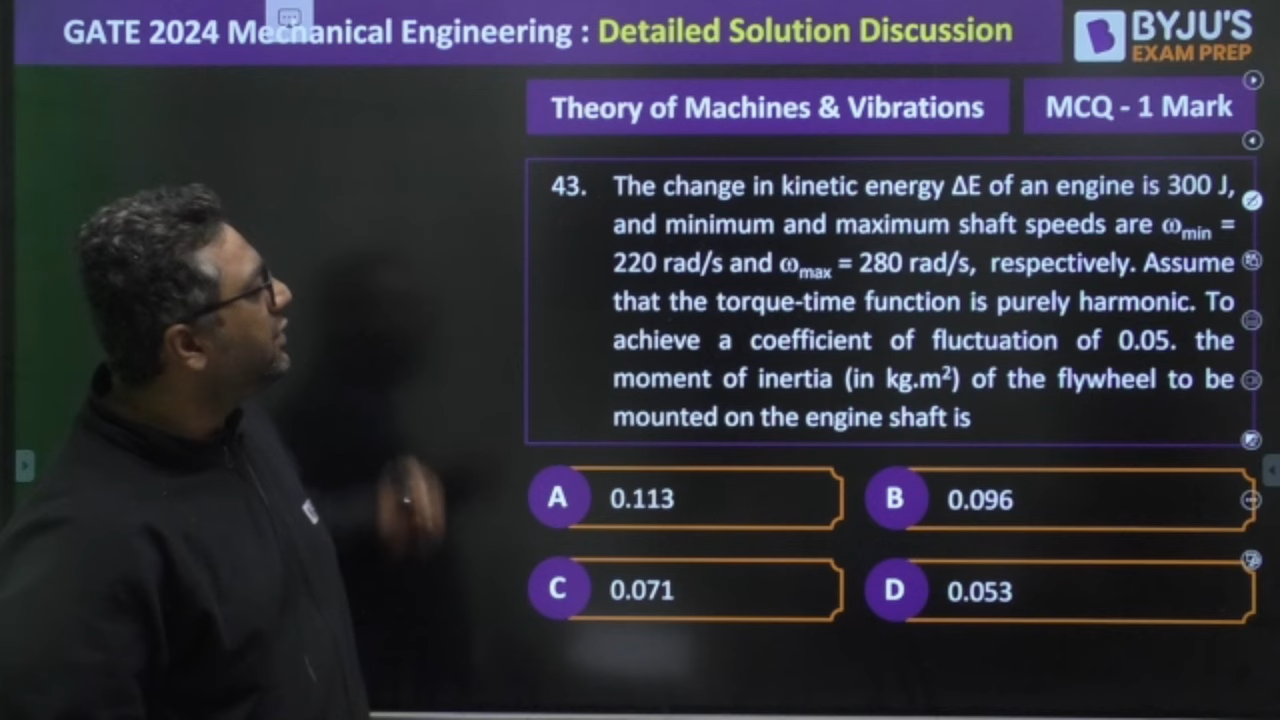 GATE 2024 Mechanical Engineering : Detailed Solution Discussion
BYJU'S
EXAM PREP
Theory of Machines & Vibrations
MCQ - 1 Mark
43. The change in kinetic energy ΔE of an engine is 300 J,
and minimum and maximum shaft speeds are ωmin =
220 rad/s and ωmax = 280 rad/s, respectively. Assume
that the torque-time function is purely harmonic. To
achieve a coefficient of fluctuation of 0.05. the
moment of inertia (in kg.m²) of the flywheel to be
mounted on the engine shaft is
A 0.113
B 0.096
C 0.071
D 0.053